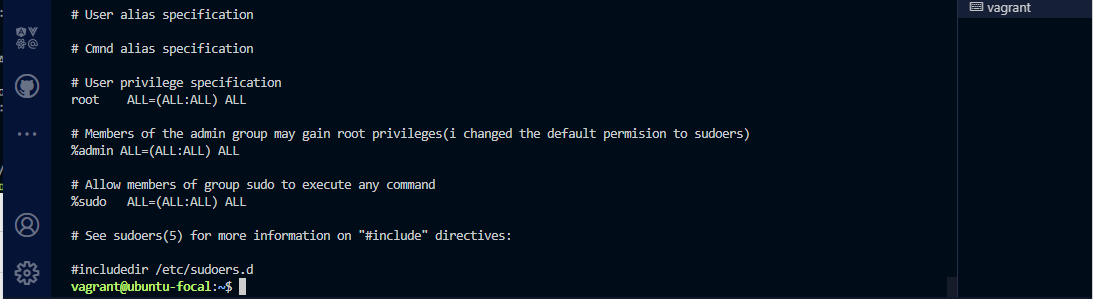 vagrant
# User alias specification
# Cmnd alias specification
# User privilege specification
root    ALL=(ALL:ALL) ALL
# Members of the admin group may gain root privileges(i changed the default permision to sudoers)
%admin ALL=(ALL:ALL) ALL
# Allow members of group sudo to execute any command
%sudo   ALL=(ALL:ALL) ALL
# See sudoers(5) for more information on "#include" directives:
#includedir /etc/sudoers.d
vagrant@ubuntu-focal:~$